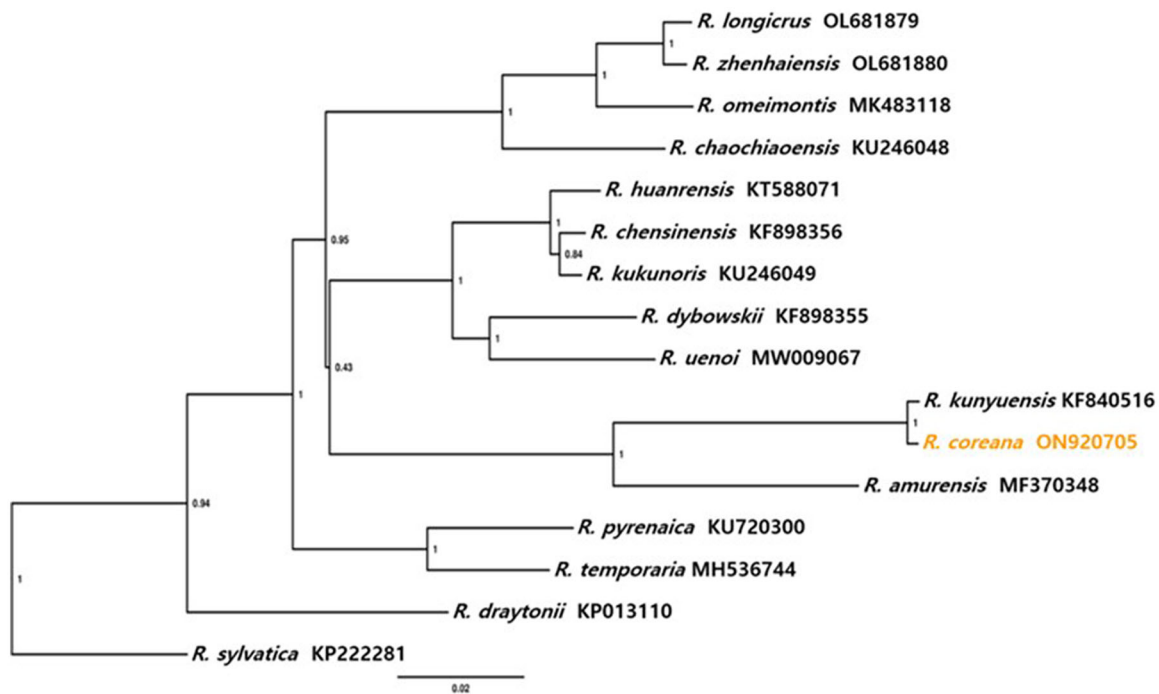 R. longicrus OL681879
1
R. zhenhaiensis OL681880
1
R. omeimontis MK483118
1
R. chaochiaoensis KU246048
R. huanrensis KT588071
1
R. chensinensis KF898356
0.95
0.84
R. kukunoris KU246049
1
R. dybowskii KF898355
1
R. uenoi MW009067
0.43
1
R. kunyuensis KF840516
1
R. coreana ON920705
1
R. amurensis MF370348
0.94
R. pyrenaica KU720300
1
R. temporaria MH536744
1
R. draytonii KP013110
R. sylvatica KP222281
0.02